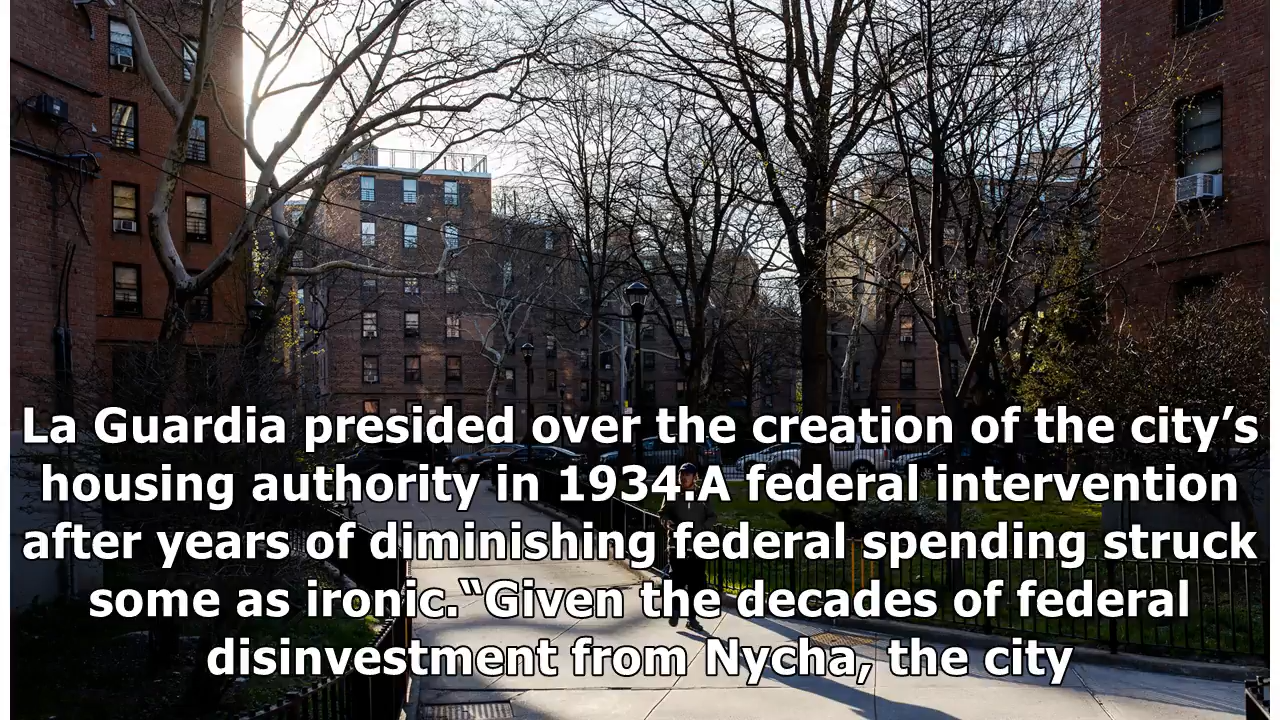 La Guardia presided over the creation of the city’s
housing authority in 1934.A federal intervention
after years of diminishing federal spending struck
some as ironic.“Given the decades of federal
disinvestment from Nycha, the city